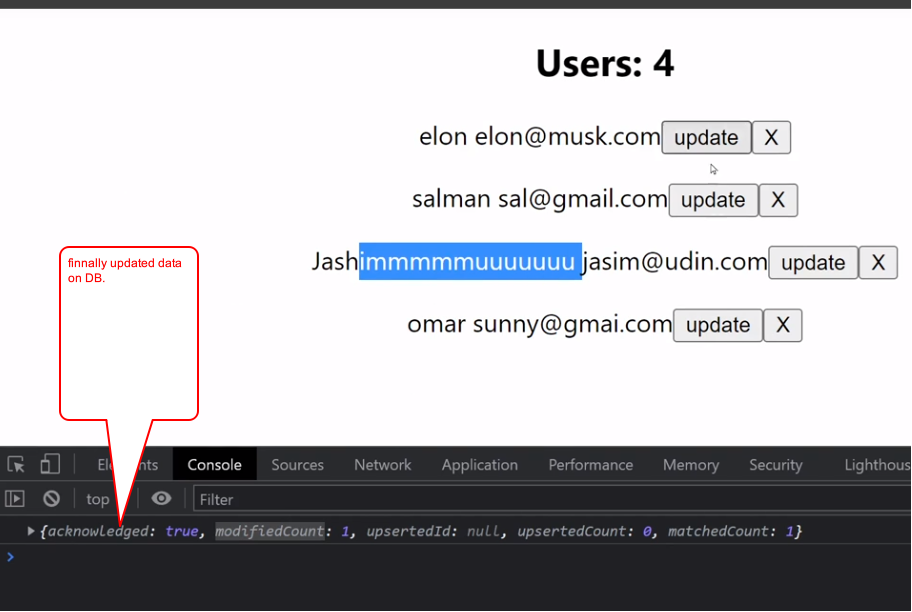 Users: 4
elon elon@musk.com update X
salman sal@gmail.com update X
Jashimmmmmuuuuuuu jasim@udin.com update X
omar sunny@gmai.com update X
finnally updated data
on DB.
Elements Console Sources Network Application Performance Memory Security Lighthous
top Filter
{acknowledged: true, modifiedCount: 1, upsertedId: null, upsertedCount: 0, matchedCount: 1}